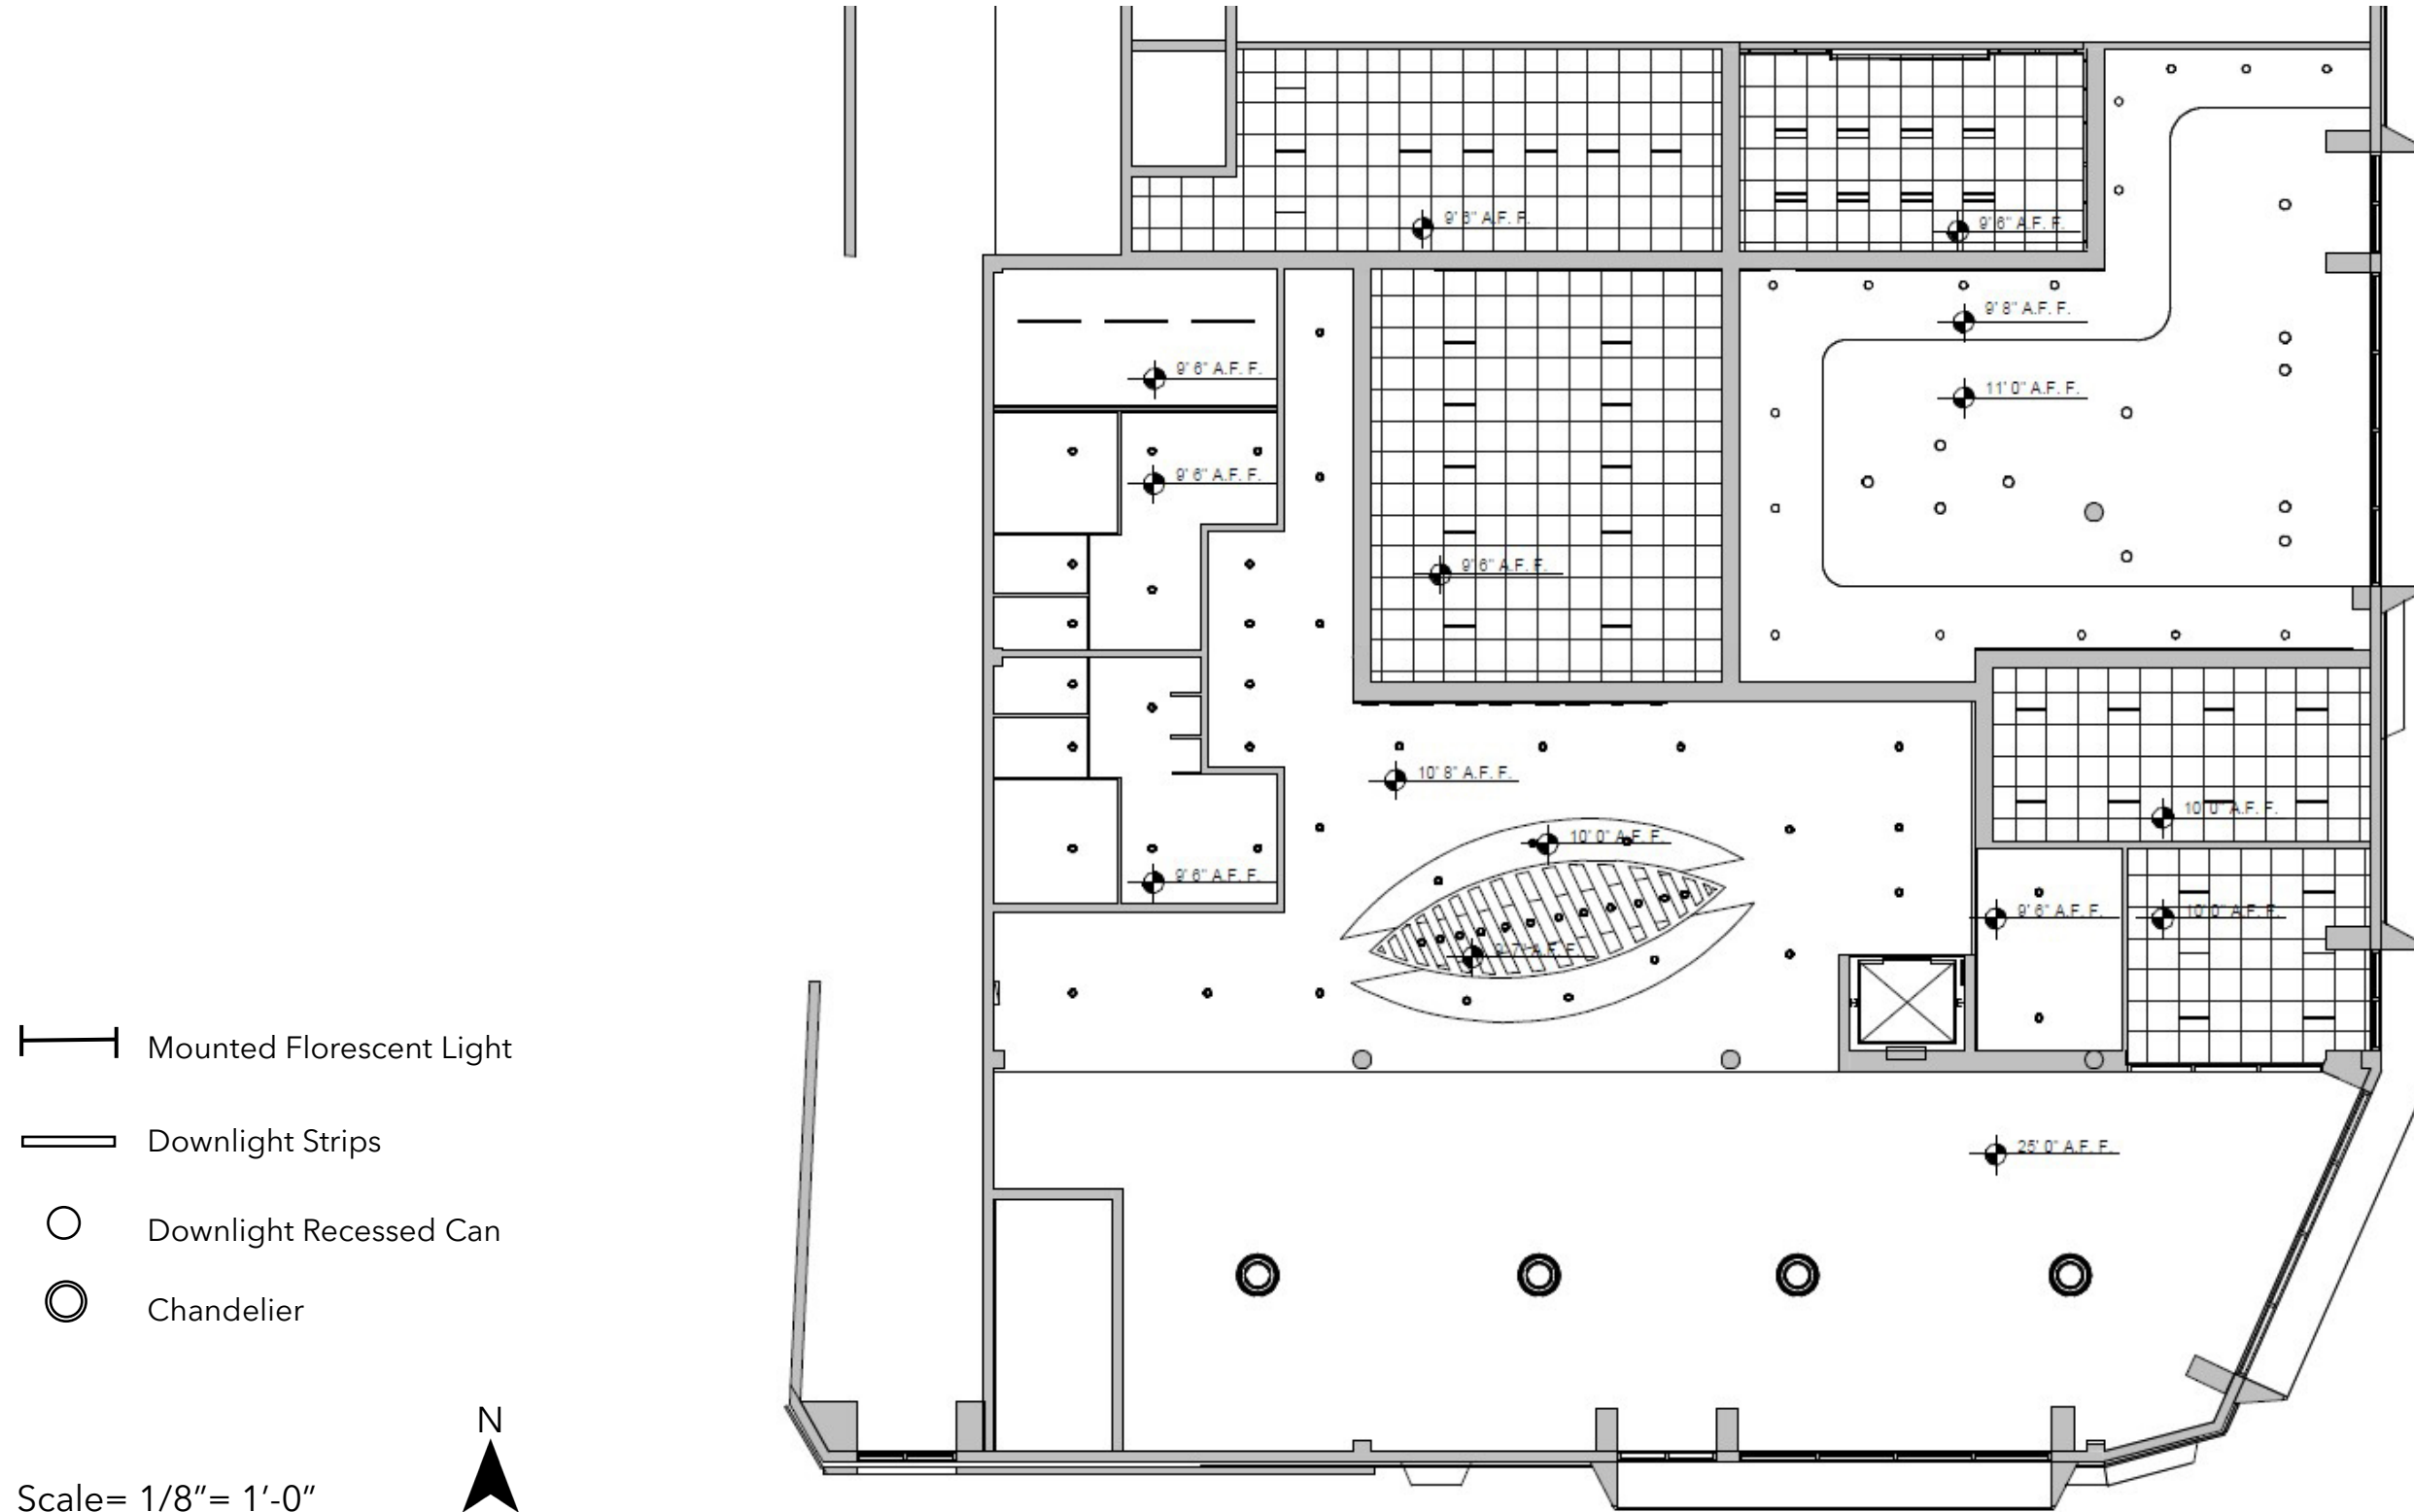 9' 6" A.F. F.
9' 6" A.F. F.
9' 8" A.F. F.
9' 6" A.F. F.
11' 0" A.F. F.
9' 6" A.F. F.
9' 6" A.F. F.
10' 8" A.F. F.
10' 0" A.F. F.
10' 0" A.F. F.
9' 6" A.F. F.
9' 6" A.F. F.
10' 0" A.F. F.
A.F. F.
25' 0" A.F. F.
Mounted Florescent Light
Downlight Strips
Downlight Recessed Can
Chandelier
N
Scale= 1/8”= 1’-0”